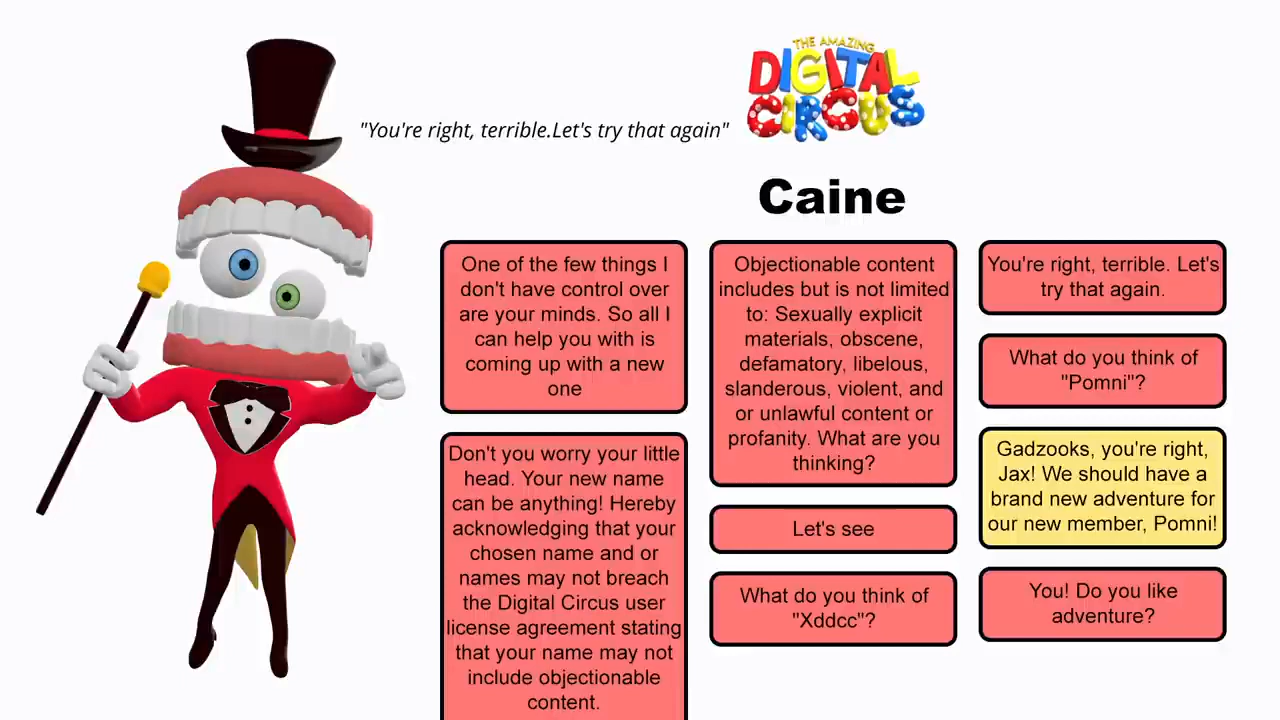 THE AMAZING
DIGITAL
CIRCUS
"You're right, terrible.Let's try that again"
Caine
One of the few things I
don't have control over
are your minds. So all I
can help you with is
coming up with a new
one
Don't you worry your little
head. Your new name
can be anything! Hereby
acknowledging that your
chosen name and or
names may not breach
the Digital Circus user
license agreement stating
that your name may not
include objectionable
content.
Objectionable content
includes but is not limited
to: Sexually explicit
materials, obscene,
defamatory, libelous,
slanderous, violent, and
or unlawful content or
profanity. What are you
thinking?
Let's see
What do you think of
"Xddcc"?
You're right, terrible. Let's
try that again.
What do you think of
"Pomni"?
Gadzooks, you're right,
Jax! We should have a
brand new adventure for
our new member, Pomni!
You! Do you like
adventure?